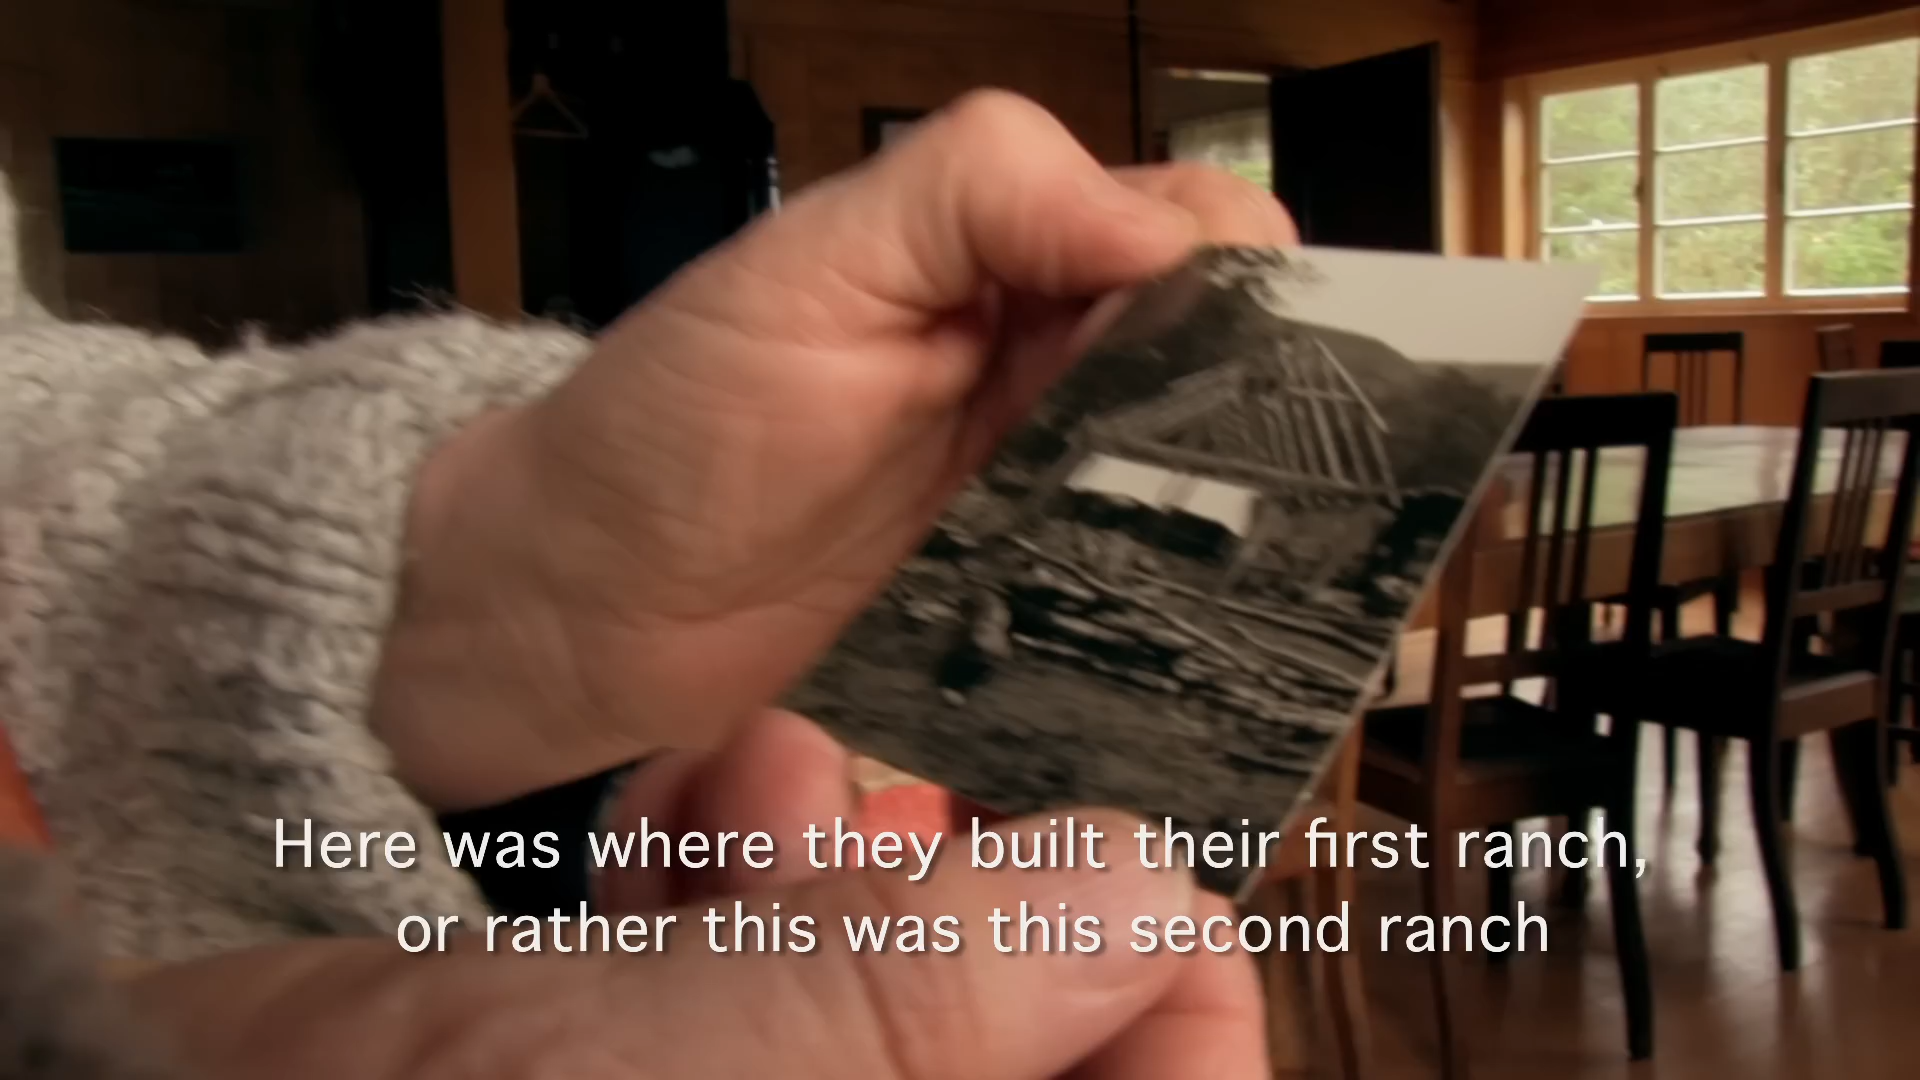 Here was where they built their first ranch,
or rather this was this second ranch